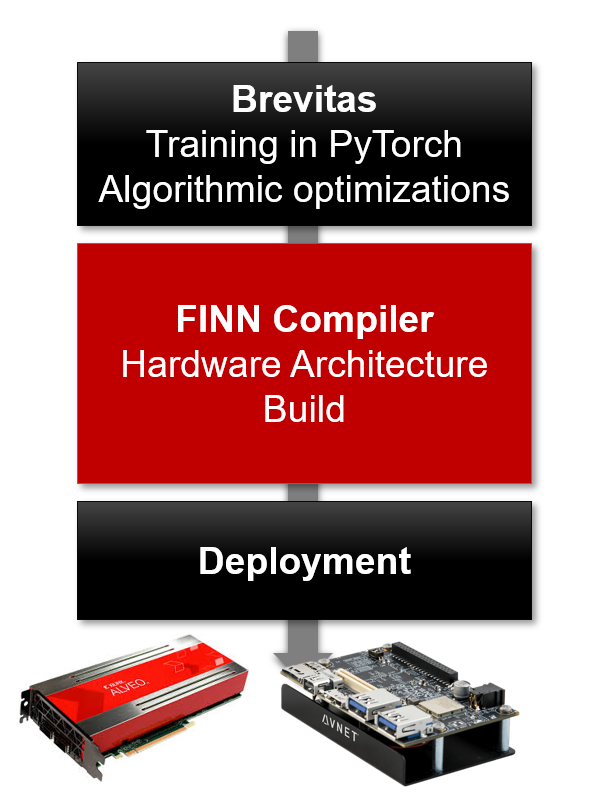 Brevitas
Training in PyTorch
Algorithmic optimizations
FINN Compiler
Hardware Architecture
Build
Deployment
XILINX
ALVEO.
AVNET